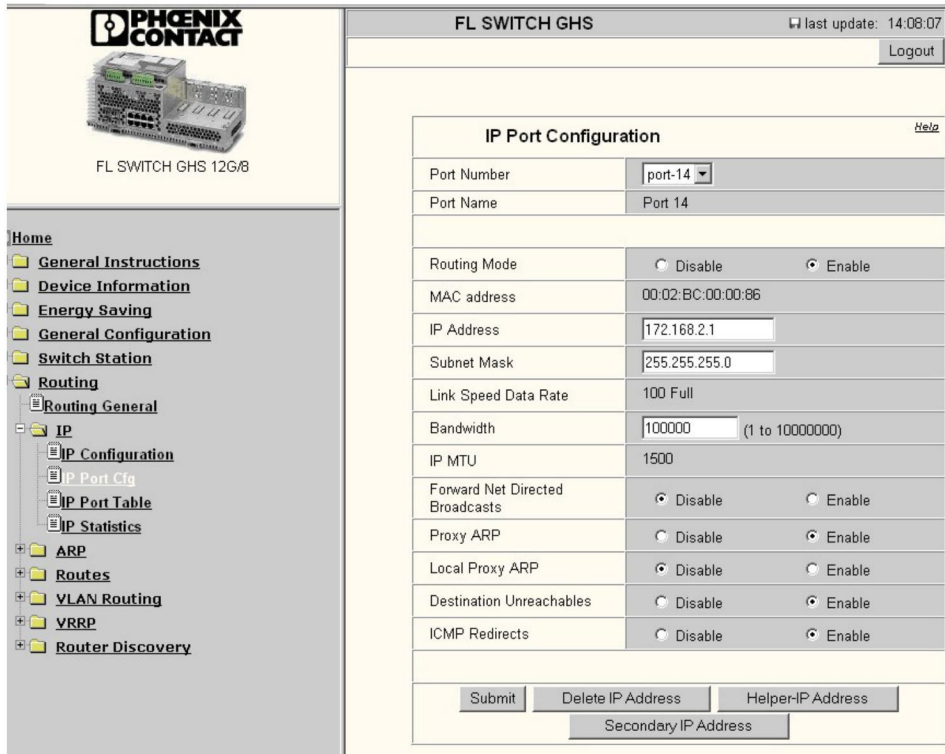 PHŒNIX
CONTACT
FL SWITCH GHS 12G/8
Home
General Instructions
Device Information
Energy Saving
General Configuration
Switch Station
Routing
Routing General
IP
IP Configuration
IP Port Cfg
IP Port Table
IP Statistics
ARP
Routes
VLAN Routing
VRRP
Router Discovery
FL SWITCH GHS last update: 14:08:07
Logout
IP Port Configuration Help
Port Number port-14
Port Name Port 14
Routing Mode Disable Enable
MAC address 00:02:BC:00:00:86
IP Address 172.168.2.1
Subnet Mask 255.255.255.0
Link Speed Data Rate 100 Full
Bandwidth 100000 (1 to 10000000)
IP MTU 1500
Forward Net Directed
Broadcasts Disable Enable
Proxy ARP Disable Enable
Local Proxy ARP Disable Enable
Destination Unreachables Disable Enable
ICMP Redirects Disable Enable
Submit Delete IP Address Helper-IP Address
Secondary IP Address